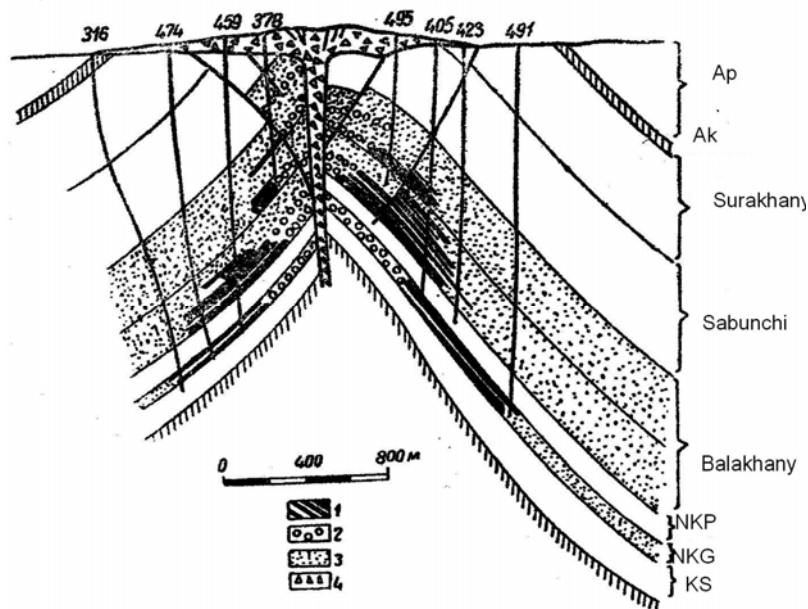 316 474 459 378 495 405 423 491
Ap
Ak
Surakhany
Sabunchi
Balakhany
NKP
NKG
KS
0 400 800 м
1
2
3
4